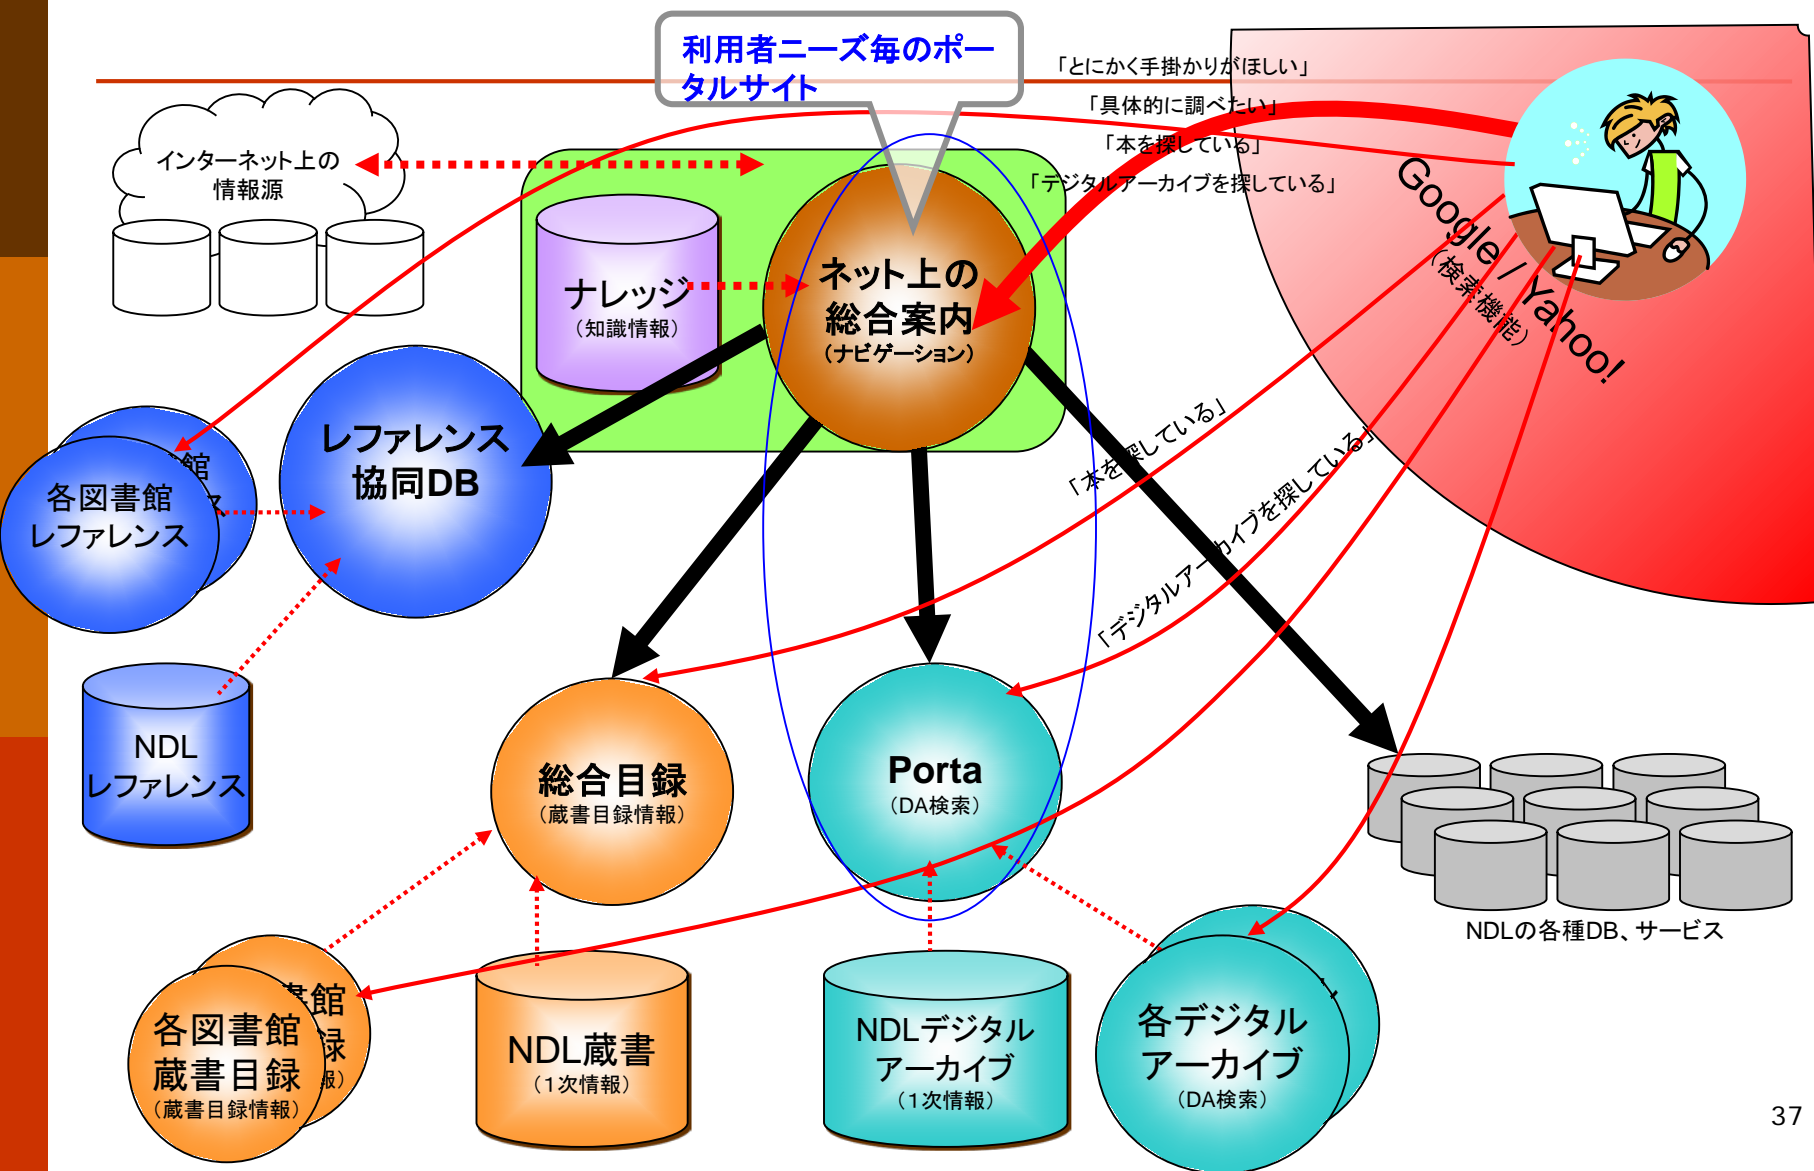 利用者ニーズ毎のポー
タルサイト
「とにかく手掛かりがほしい」
「具体的に調べたい」
「本を探している」
「デジタルアーカイブを探している」
インターネット上の
情報源
Google / Yahoo!
（検索機能）
ナレッジ
（知識情報）
ネット上の
総合案内
（ナビゲーション）
レファレンス
協同DB
「本を探している」
「デジタルアーカイブを探している」
館
各図書館
レファレンス
NDL
レファレンス
総合目録
（蔵書目録情報）
Porta
（DA検索）
NDLの各種DB、サービス
館
録
報）
各図書館
蔵書目録
（蔵書目録情報）
NDL蔵書
（1次情報）
NDLデジタル
アーカイブ
（1次情報）
各デジタル
アーカイブ
（DA検索）
37